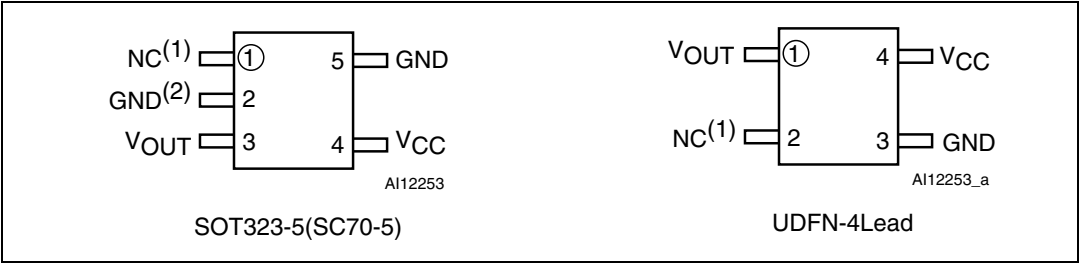 NC(1) 1 5 GND
GND(2) 2
VOUT 3 4 VCC
AI12253
SOT323-5(SC70-5)
VOUT 1 4 VCC
NC(1) 2 3 GND
AI12253_a
UDFN-4Lead